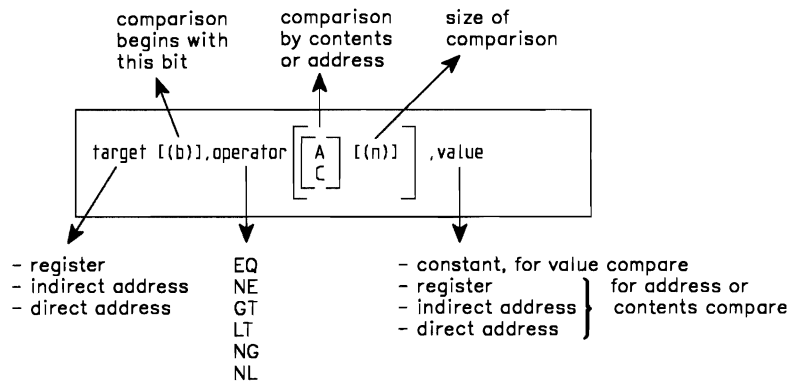 comparison
begins with
this bit
comparison
by contents
or address
size of
comparison
target [(b)],operator [[A C] [(n)]] ,value
- register
- indirect address
- direct address
EQ
NE
GT
LT
NG
NL
- constant, for value compare
- register
- indirect address
- direct address
for address or
contents compare